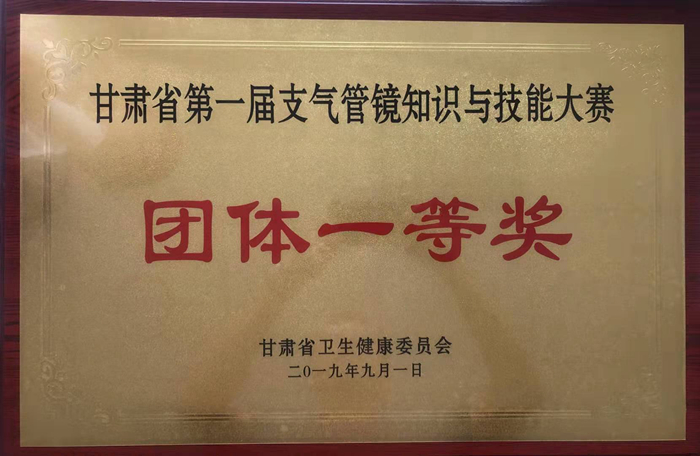 甘肃省第一届支气管镜知识与技能大赛
团体一等奖
甘肃省卫生健康委员会
二0一九年九月一日